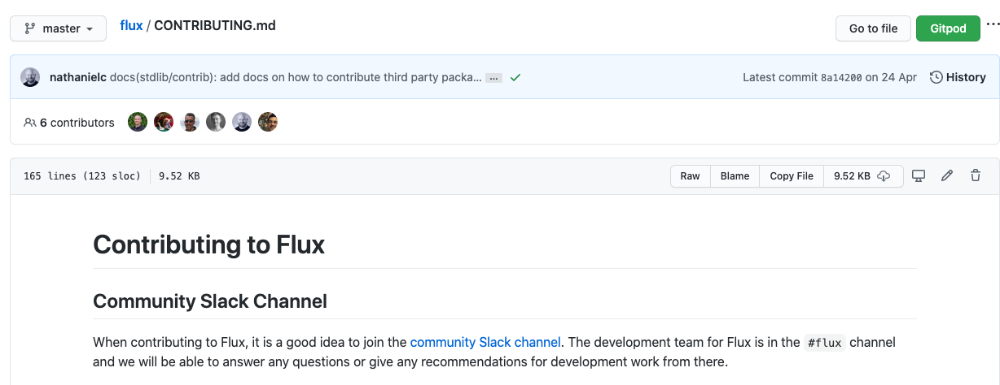 master
flux / CONTRIBUTING.md
Go to file
Gitpod
...
nathanielc docs(stdlib/contrib): add docs on how to contribute third party packa… ...
Latest commit 8a14200 on 24 Apr
History
6 contributors
165 lines (123 sloc) 9.52 KB
Raw
Blame
Copy File
9.52 KB
Contributing to Flux
Community Slack Channel
When contributing to Flux, it is a good idea to join the community Slack channel. The development team for Flux is in the #flux channel
and we will be able to answer any questions or give any recommendations for development work from there.